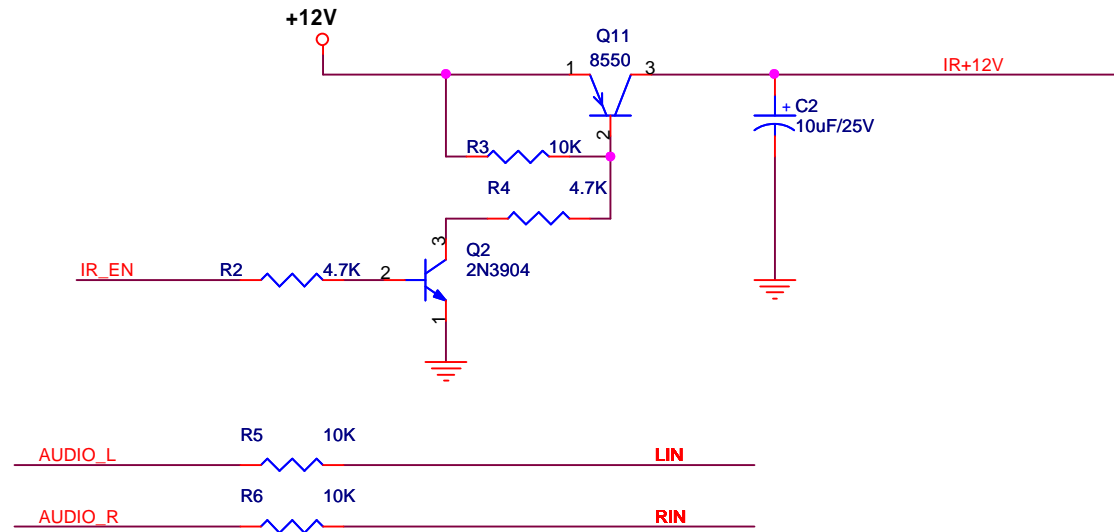 +12V
Q11
8550
1
3
IR+12V
+ C2
10uF/25V
2
R3
10K
R4
4.7K
3
Q2
2N3904
IR_EN
R2
4.7K
2
1
R5
10K
AUDIO_L
LIN
R6
10K
AUDIO_R
RIN